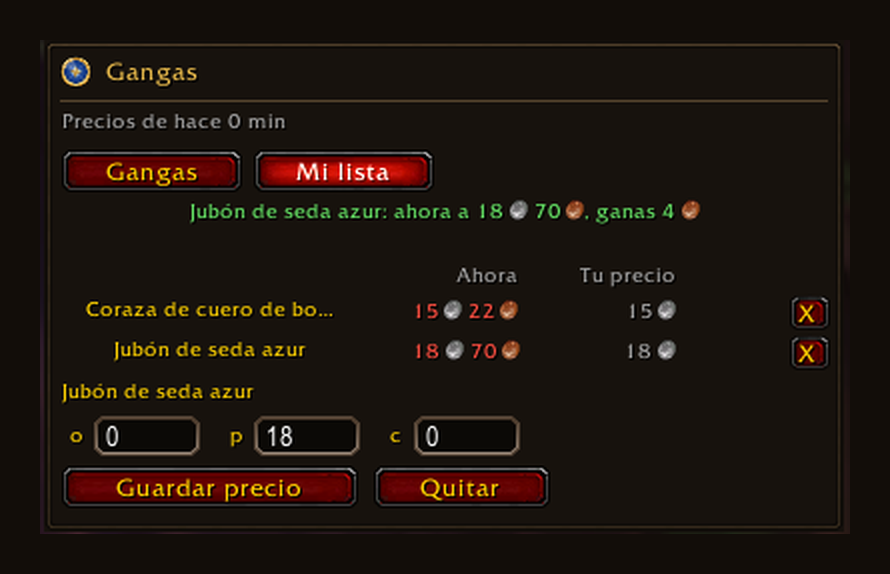 Gangas
Precios de hace 0 min
Gangas Mi lista
Jubón de seda azur: ahora a 18 70, ganas 4
Ahora Tu precio
Coraza de cuero de bo... 15 22 15 X
Jubón de seda azur 18 70 18 X
Jubón de seda azur
o 0 p 18 c 0
Guardar precio Quitar